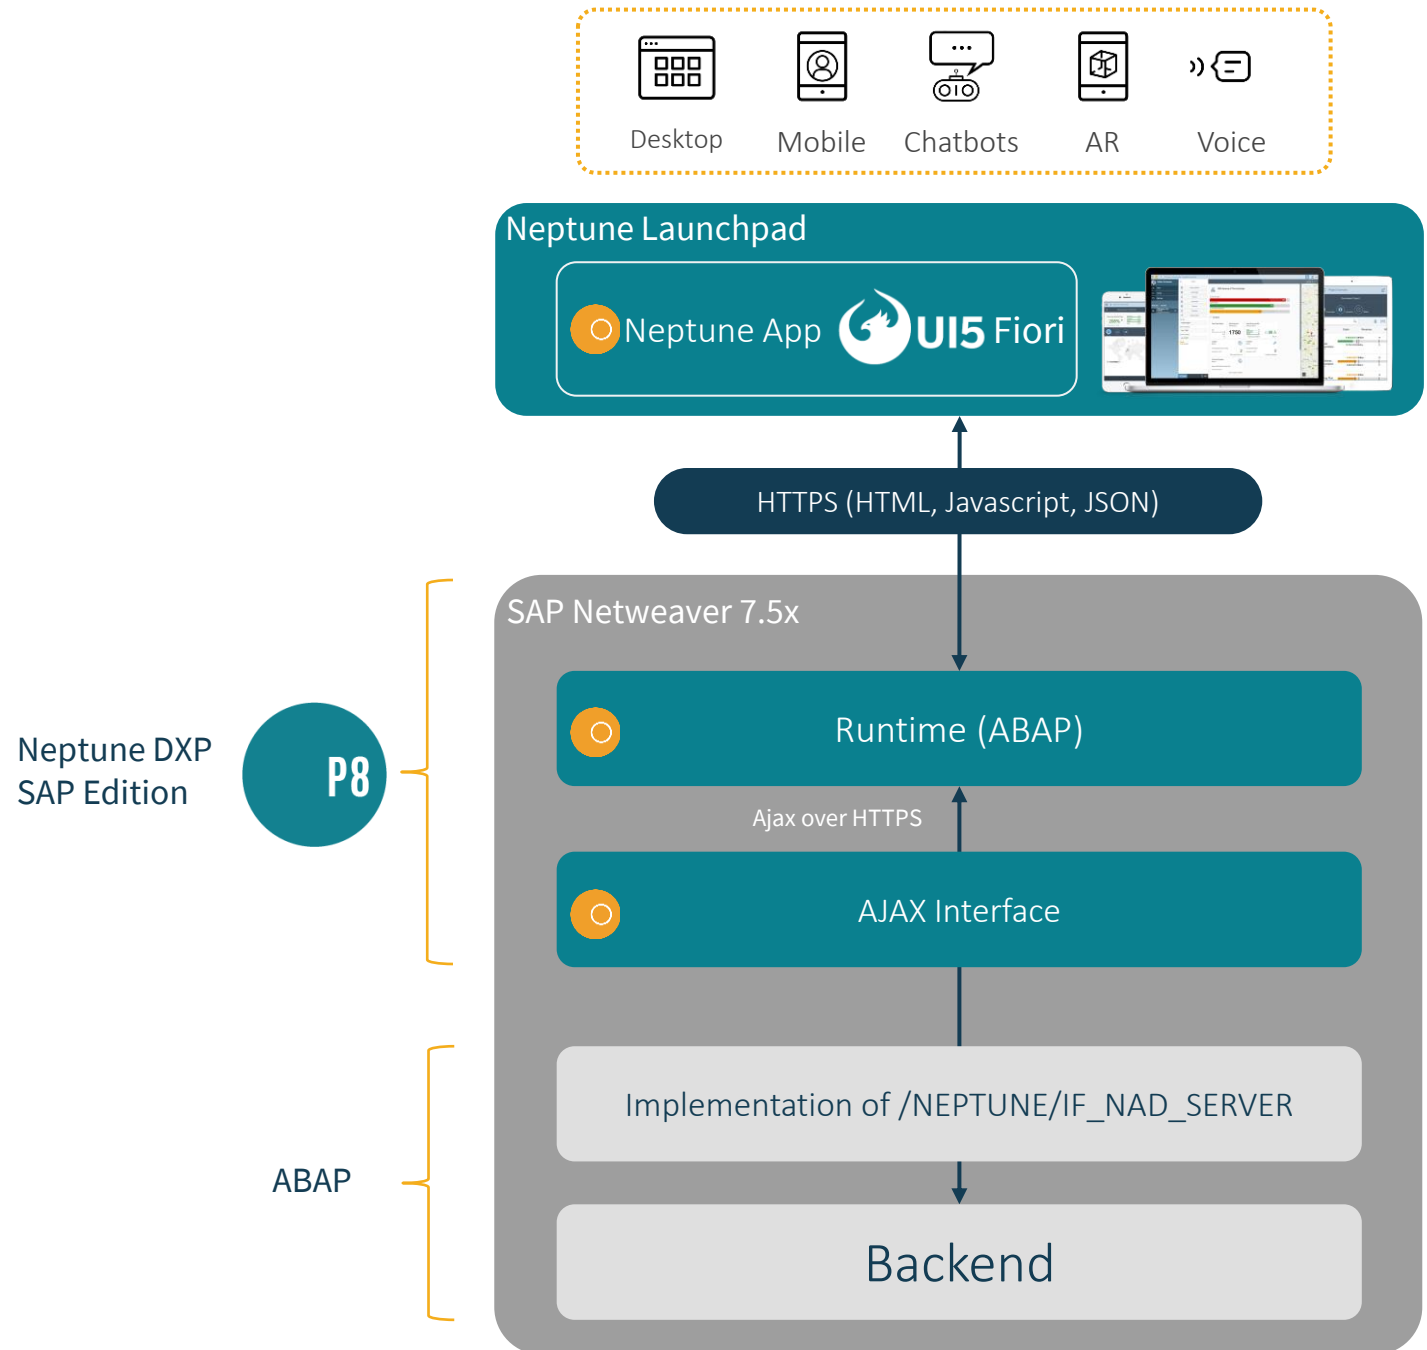 Desktop
Mobile
Chatbots
AR
Voice
Neptune Launchpad
Neptune App
UI5 Fiori
1750
HTTPS (HTML, Javascript, JSON)
SAP Netweaver 7.5x
Runtime (ABAP)
Neptune DXP
SAP Edition
P8
Ajax over HTTPS
AJAX Interface
Implementation of /NEPTUNE/IF_NAD_SERVER
ABAP
Backend